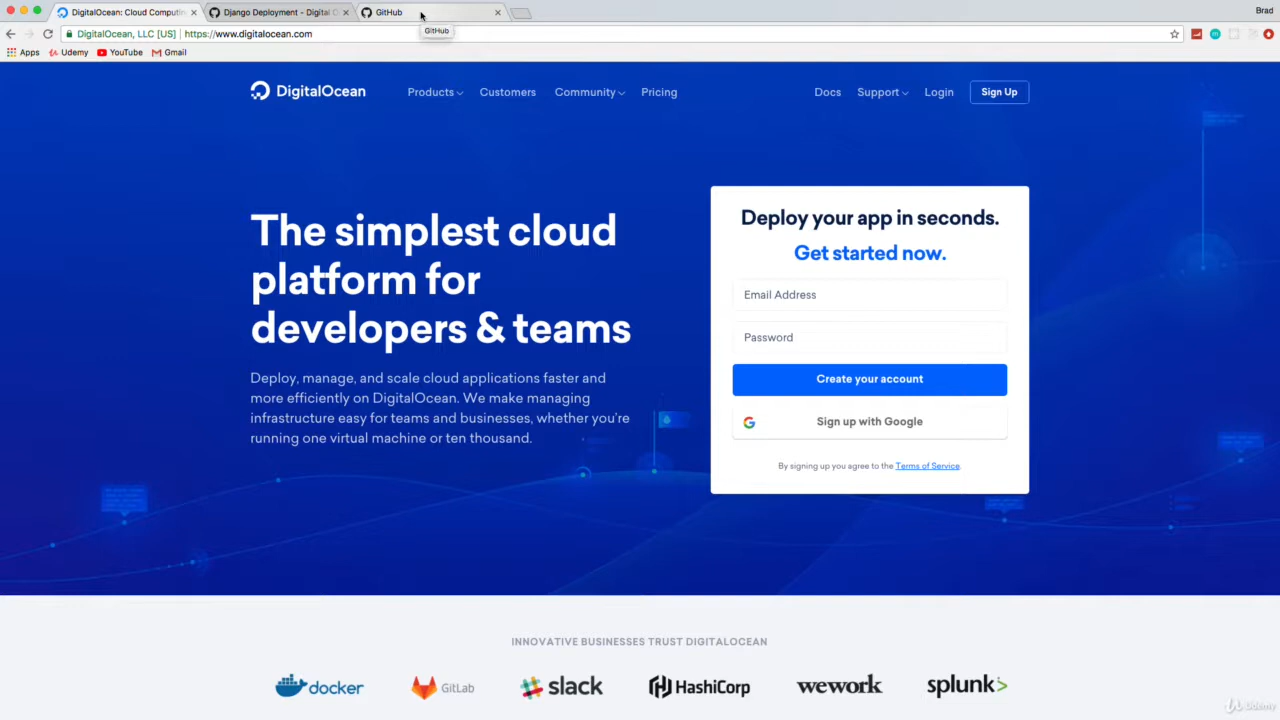 DigitalOcean: Cloud Computin
Django Deployment - Digital O
GitHub
Brad
DigitalOcean, LLC [US]
https://www.digitalocean.com
GitHub
Apps
Udemy
YouTube
Gmail
DigitalOcean
Products
Customers
Community
Pricing
Docs
Support
Login
Sign Up
The simplest cloud
platform for
developers & teams
Deploy, manage, and scale cloud applications faster and
more efficiently on DigitalOcean. We make managing
infrastructure easy for teams and businesses, whether you're
running one virtual machine or ten thousand.
Deploy your app in seconds.
Get started now.
Email Address
Password
Create your account
Sign up with Google
By signing up you agree to the Terms of Service.
INNOVATIVE BUSINESSES TRUST DIGITALOCEAN
docker
GitLab
slack
HashiCorp
wework
splunk>
Udemy